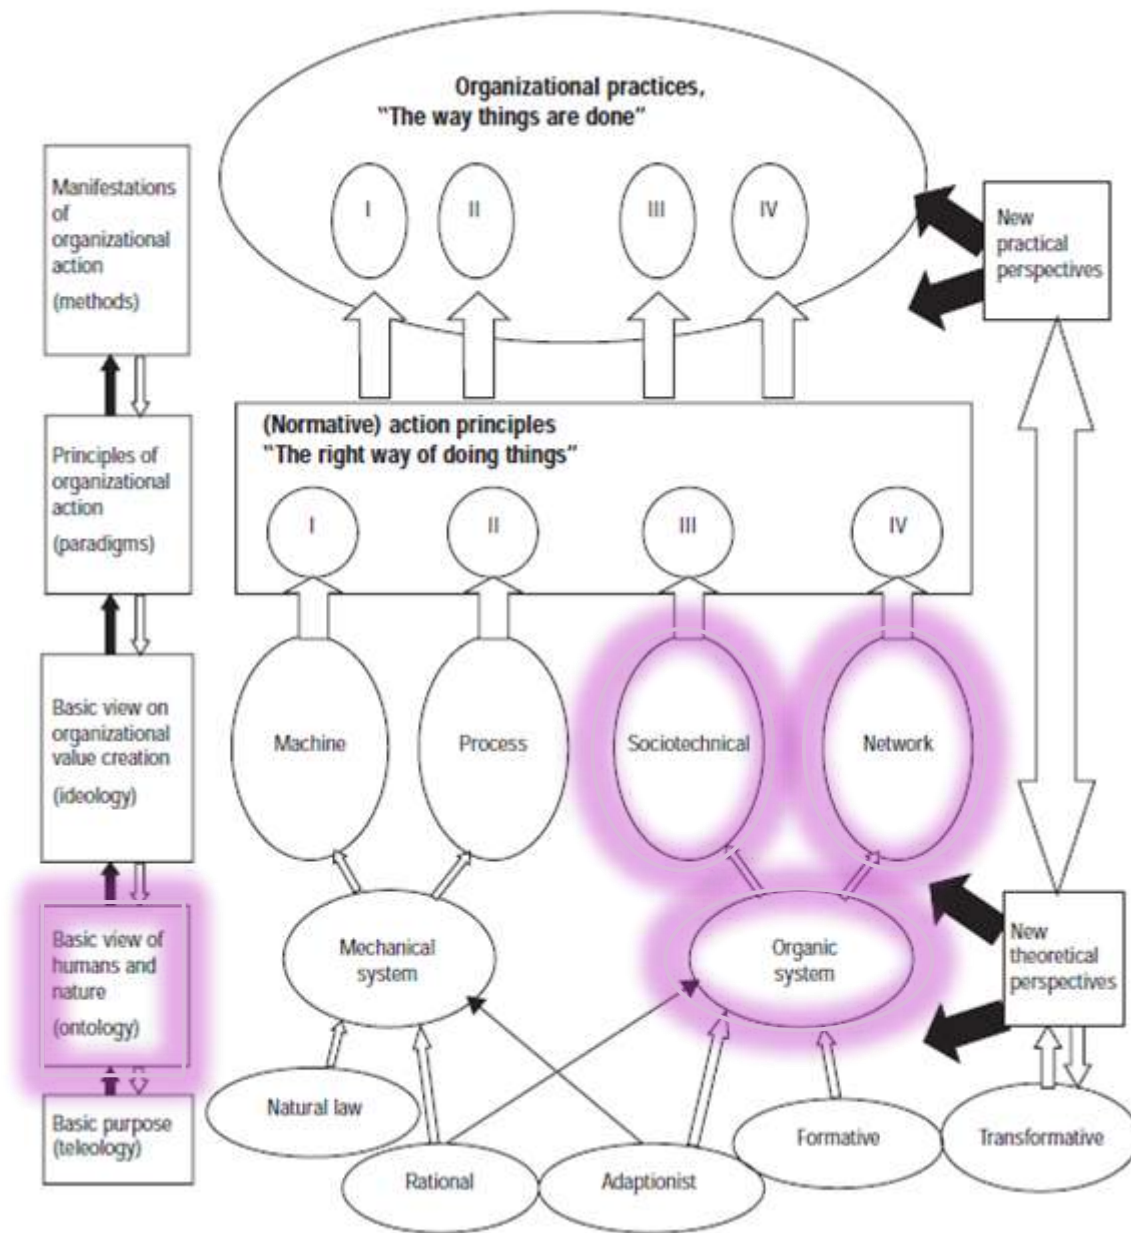 Organizational practices,
"The way things are done"
I
II
III
IV
Manifestations
of
organizational
action
(methods)
New
practical
perspectives
(Normative) action principles
"The right way of doing things"
I
II
III
IV
Principles of
organizational
action
(paradigms)
Basic view on
organizational
value creation
(ideology)
Machine
Process
Sociotechnical
Network
Basic view of
humans and
nature
(ontology)
Mechanical
system
Organic
system
New
theoretical
perspectives
Basic purpose
(teleology)
Natural law
Rational
Adaptionist
Formative
Transformative